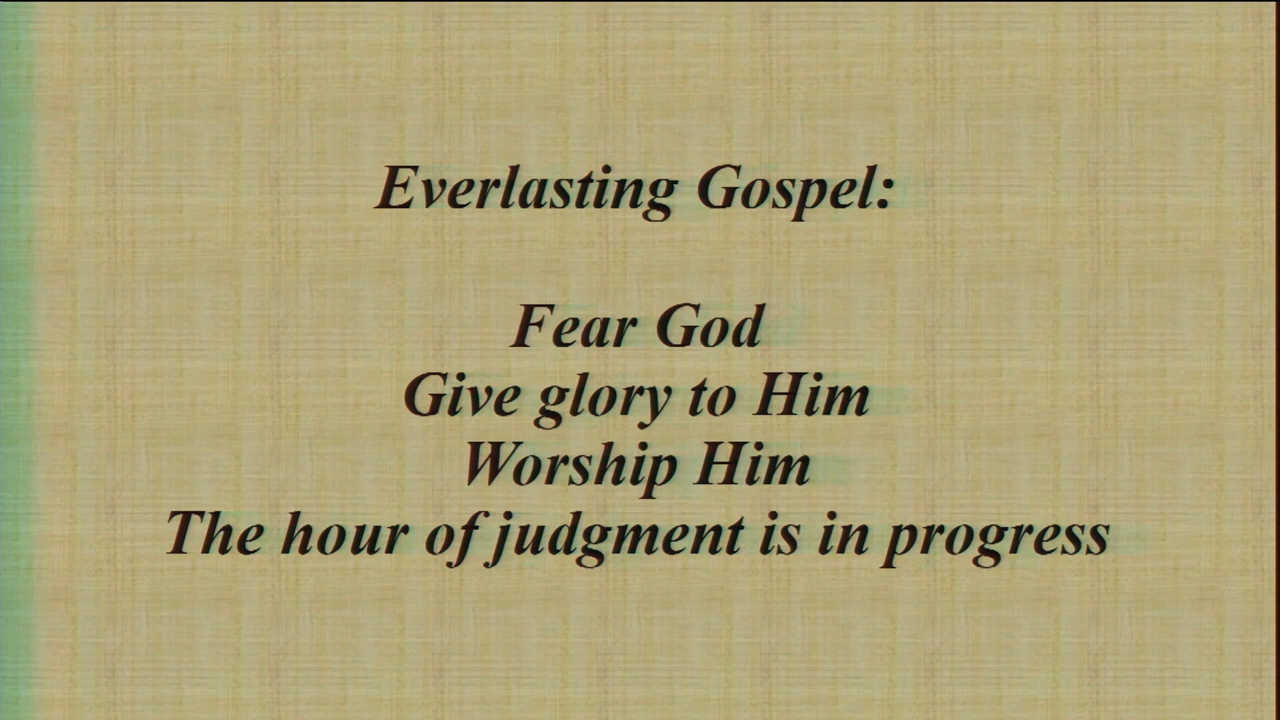 Everlasting Gospel:
Fear God
Give glory to Him
Worship Him
The hour of judgment is in progress